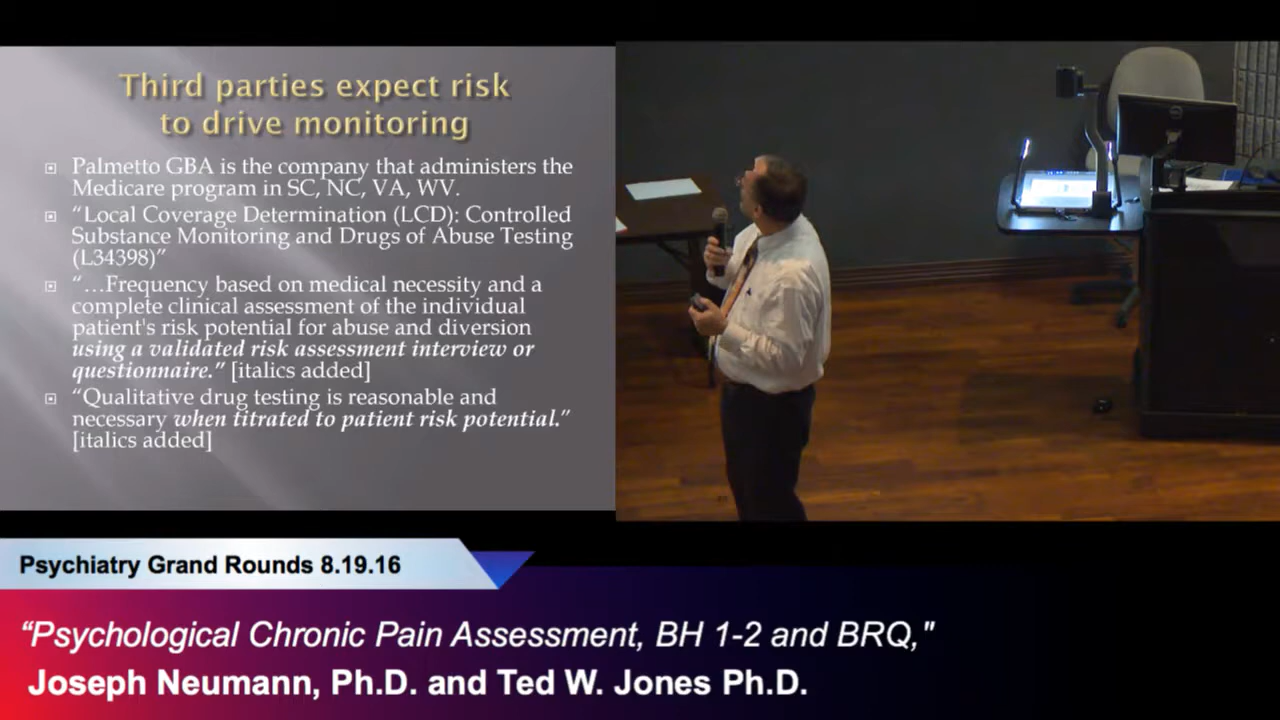 Third parties expect risk
to drive monitoring
Palmetto GBA is the company that administers the
Medicare program in SC, NC, VA, WV.
“Local Coverage Determination (LCD): Controlled
Substance Monitoring and Drugs of Abuse Testing
(L34398)”
“…Frequency based on medical necessity and a
complete clinical assessment of the individual
patient's risk potential for abuse and diversion
using a validated risk assessment interview or
questionnaire.” [italics added]
“Qualitative drug testing is reasonable and
necessary when titrated to patient risk potential.”
[italics added]
Psychiatry Grand Rounds 8.19.16
“Psychological Chronic Pain Assessment, BH 1-2 and BRQ,"
Joseph Neumann, Ph.D. and Ted W. Jones Ph.D.